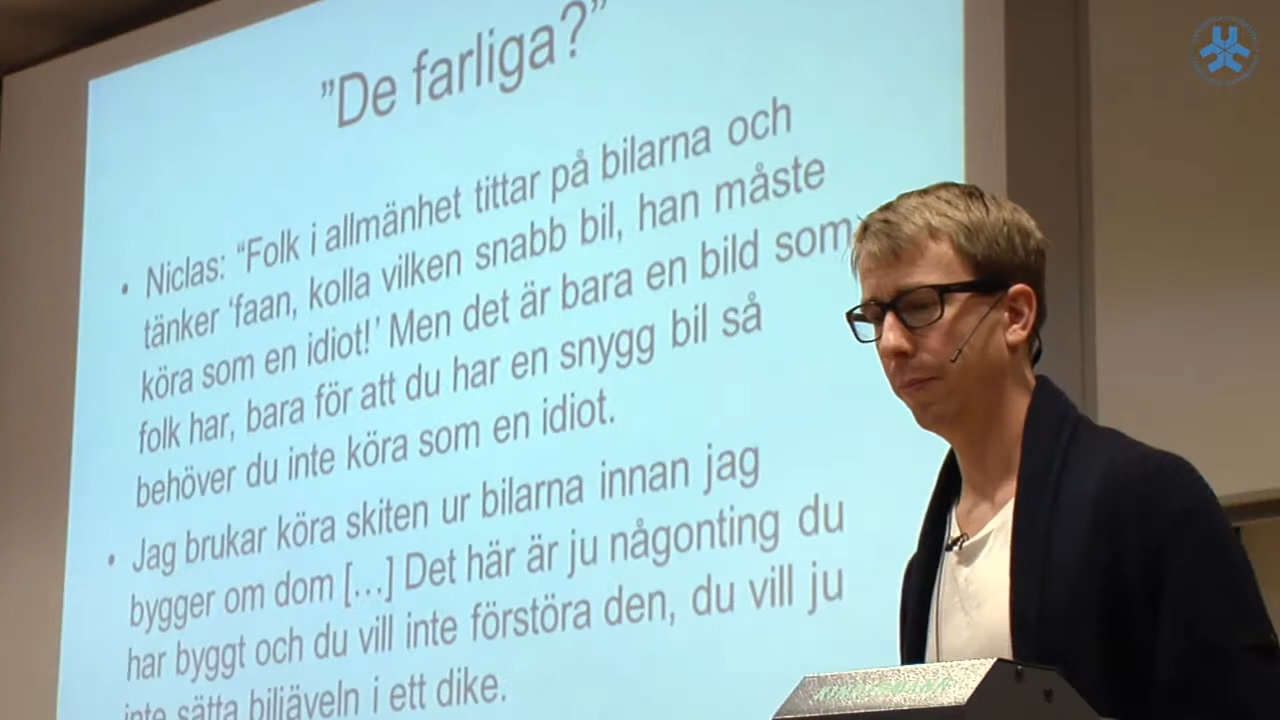 ”De farliga?”
• Niclas: “Folk i allmänhet tittar på bilarna och
tänker ‘faan, kolla vilken snabb bil, han måste
köra som en idiot!’ Men det är bara en bild som
folk har, bara för att du har en snygg bil så
behöver du inte köra som en idiot.
• Jag brukar köra skiten ur bilarna innan jag
bygger om dom […] Det här är ju någonting du
har byggt och du vill inte förstöra den, du vill ju
inte sätta biljäveln i ett dike.